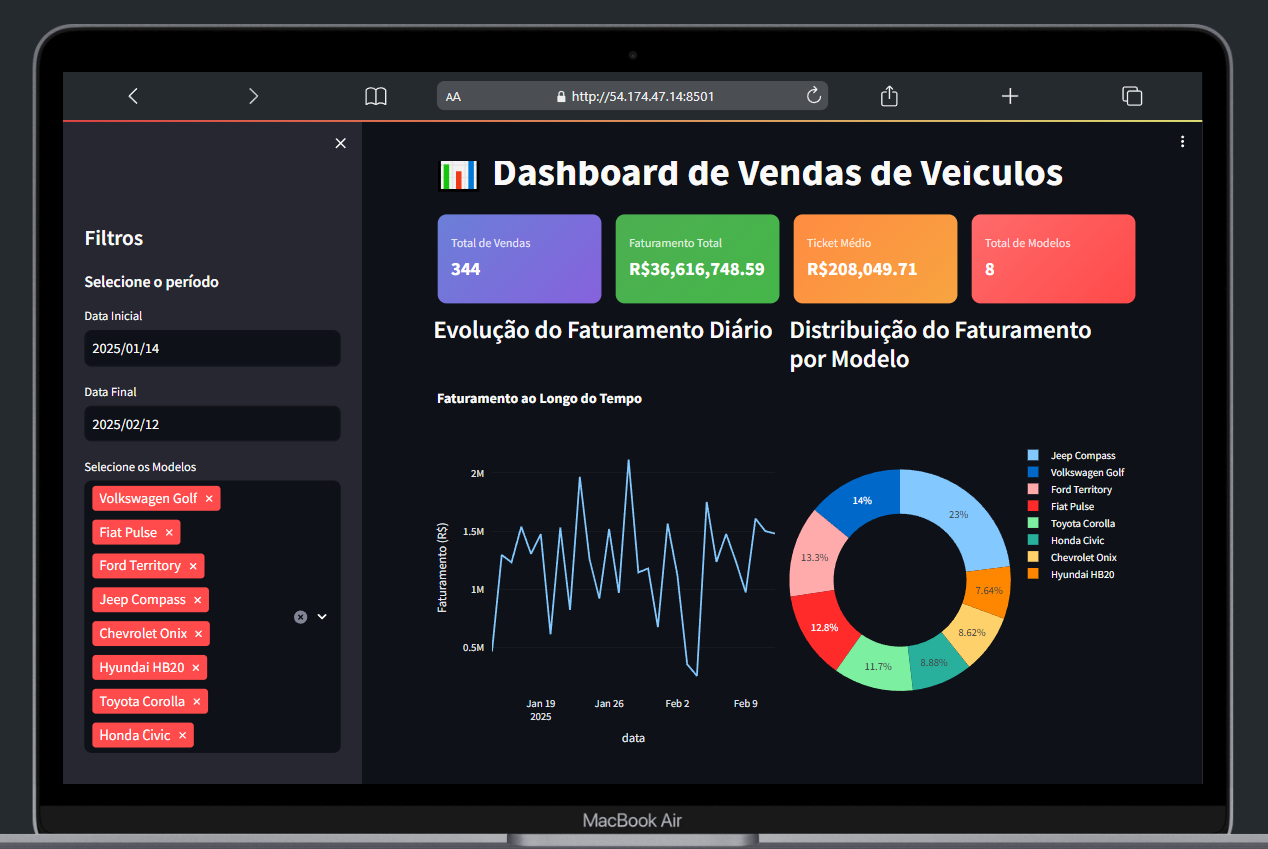 AA
http://54.174.47.14:8501
Filtros
Selecione o período
Data Inicial
2025/01/14
Data Final
2025/02/12
Selecione os Modelos
Volkswagen Golf
Fiat Pulse
Ford Territory
Jeep Compass
Chevrolet Onix
Hyundai HB20
Toyota Corolla
Honda Civic
Dashboard de Vendas de Veículos
Total de Vendas
344
Faturamento Total
R$36,616,748.59
Ticket Médio
R$208,049.71
Total de Modelos
8
Evolução do Faturamento Diário
Faturamento ao Longo do Tempo
Faturamento (R$)
2M
1.5M
1M
0.5M
Jan 19
2025
Jan 26
Feb 2
Feb 9
data
Distribuição do Faturamento
por Modelo
23%
7.64%
8.62%
8.88%
11.7%
12.8%
13.3%
14%
Jeep Compass
Volkswagen Golf
Ford Territory
Fiat Pulse
Toyota Corolla
Honda Civic
Chevrolet Onix
Hyundai HB20
MacBook Air